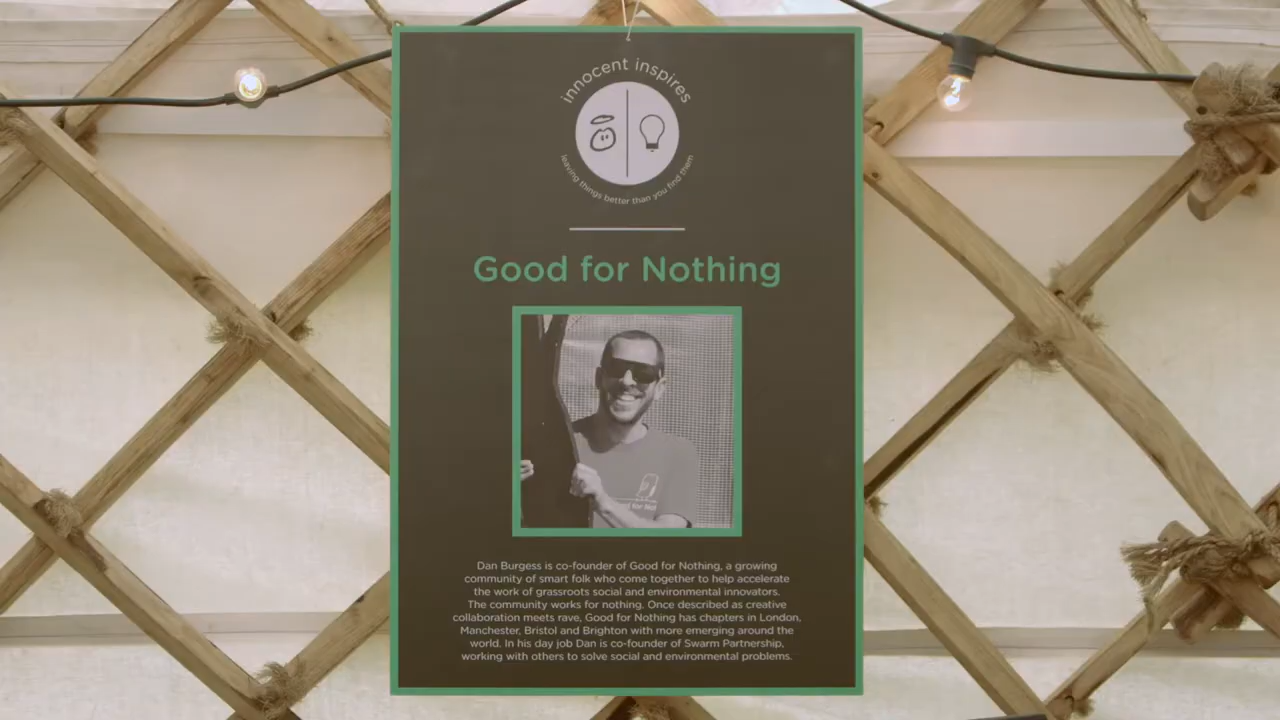 innocent inspires
leaving things better than you find them
Good for Nothing
Dan Burgess is co-founder of Good for Nothing, a growing
community of smart folk who come together to help accelerate
the work of grassroots social and environmental innovators.
The community works for nothing. Once described as creative
collaboration meets rave, Good for Nothing has chapters in London,
Manchester, Bristol and Brighton with more emerging around the
world. In his day job Dan is co-founder of Swarm Partnership,
working with others to solve social and environmental problems.